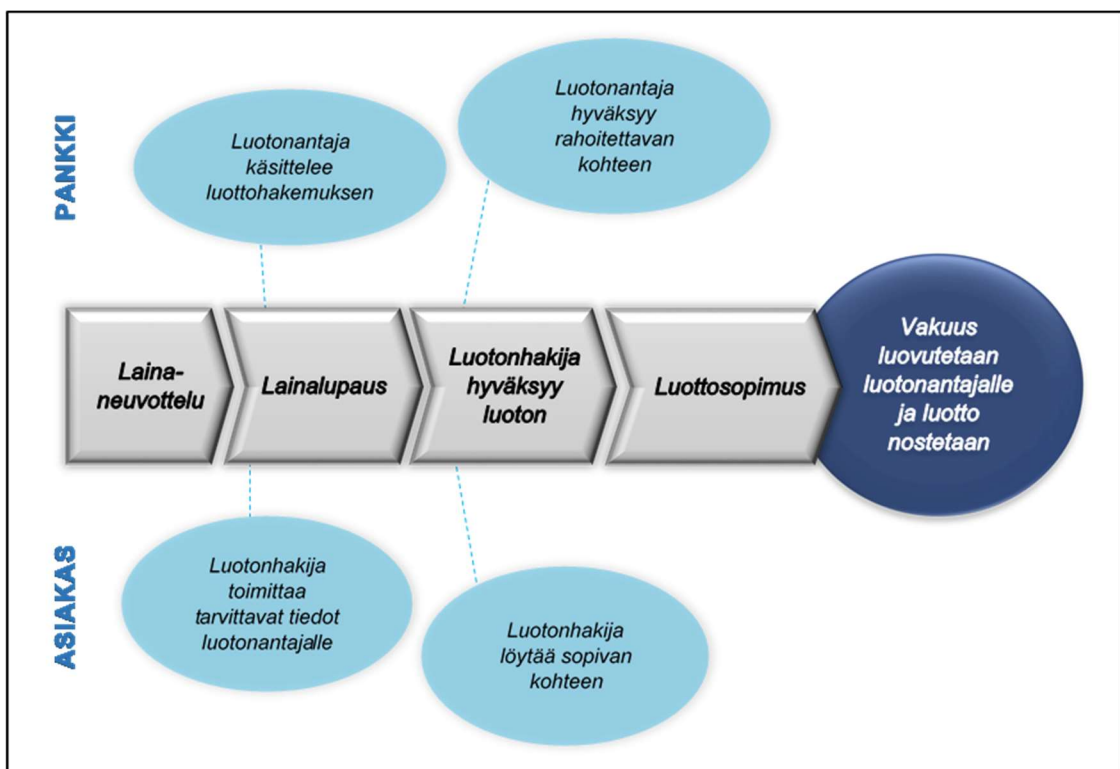 PANKKI
Luotonantaja
käsittelee
luottohakemuksen
Luotonantaja
hyväksyy
rahoitettavan
kohteen
Laina-
neuvottelu
Lainalupaus
Luotonhakija
hyväksyy
luoton
Luottosopimus
Vakuus
luovutetaan
luotonantajalle
ja luotto
nostetaan
ASIAKAS
Luotonhakija
toimittaa
tarvittavat tiedot
luotonantajalle
Luotonhakija
löytää sopivan
kohteen